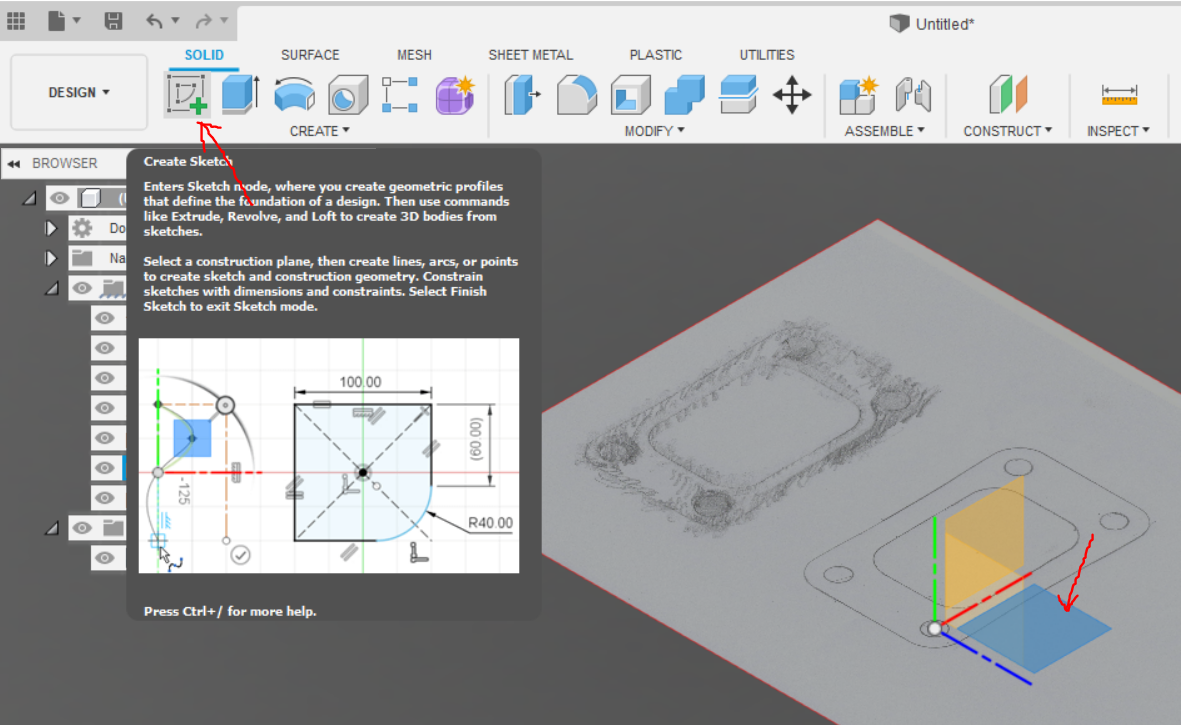 Untitled*
SOLID SURFACE MESH SHEET METAL PLASTIC UTILITIES
DESIGN
CREATE MODIFY ASSEMBLE CONSTRUCT INSPECT
BROWSER
(
Do
Na
Create Sketch
Enters Sketch mode, where you create geometric profiles
that define the foundation of a design. Then use commands
like Extrude, Revolve, and Loft to create 3D bodies from
sketches.
Select a construction plane, then create lines, arcs, or points
to create sketch and construction geometry. Constrain
sketches with dimensions and constraints. Select Finish
Sketch to exit Sketch mode.
100.00
(60.00)
-125
R40.00
Press Ctrl+/ for more help.